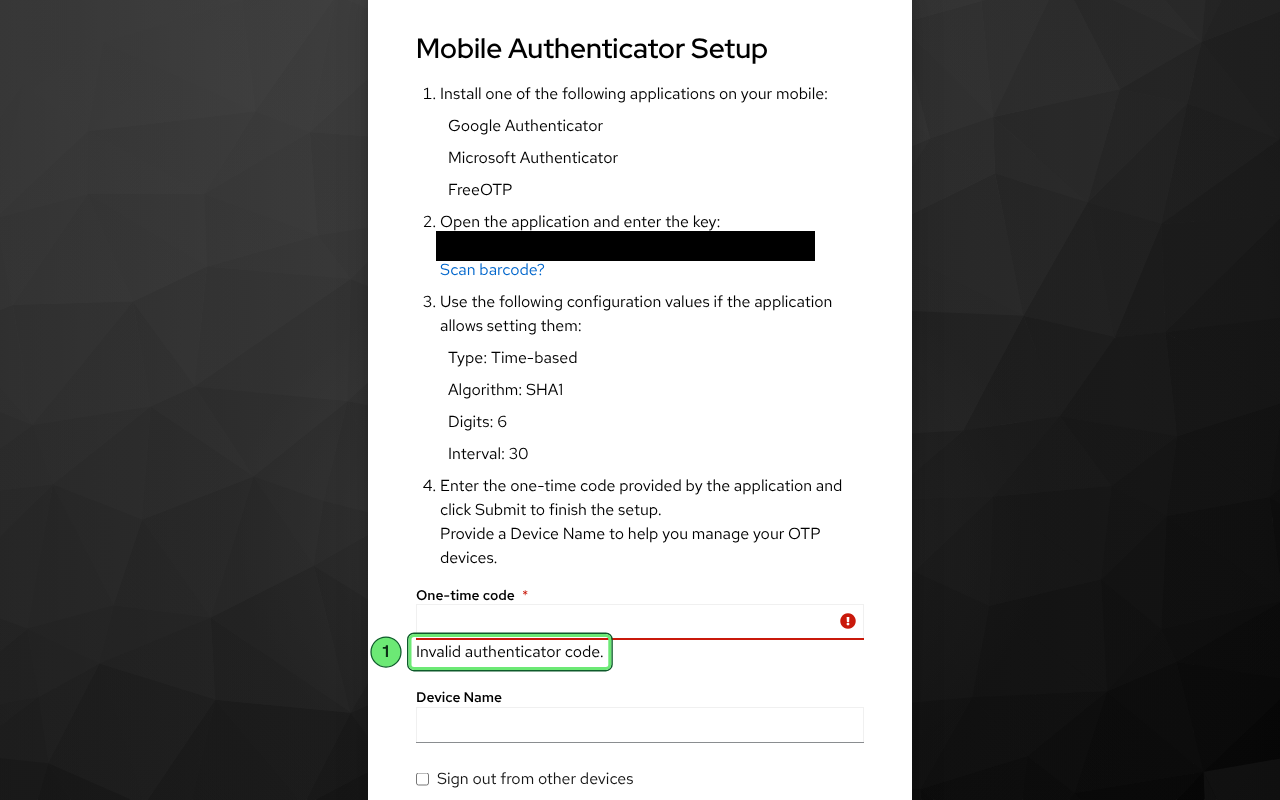 Mobile Authenticator Setup
1. Install one of the following applications on your mobile:
Google Authenticator
Microsoft Authenticator
FreeOTP
2. Open the application and enter the key:
Scan barcode?
3. Use the following configuration values if the application
allows setting them:
Type: Time-based
Algorithm: SHA1
Digits: 6
Interval: 30
4. Enter the one-time code provided by the application and
click Submit to finish the setup.
Provide a Device Name to help you manage your OTP
devices.
One-time code *
1 Invalid authenticator code.
Device Name
Sign out from other devices